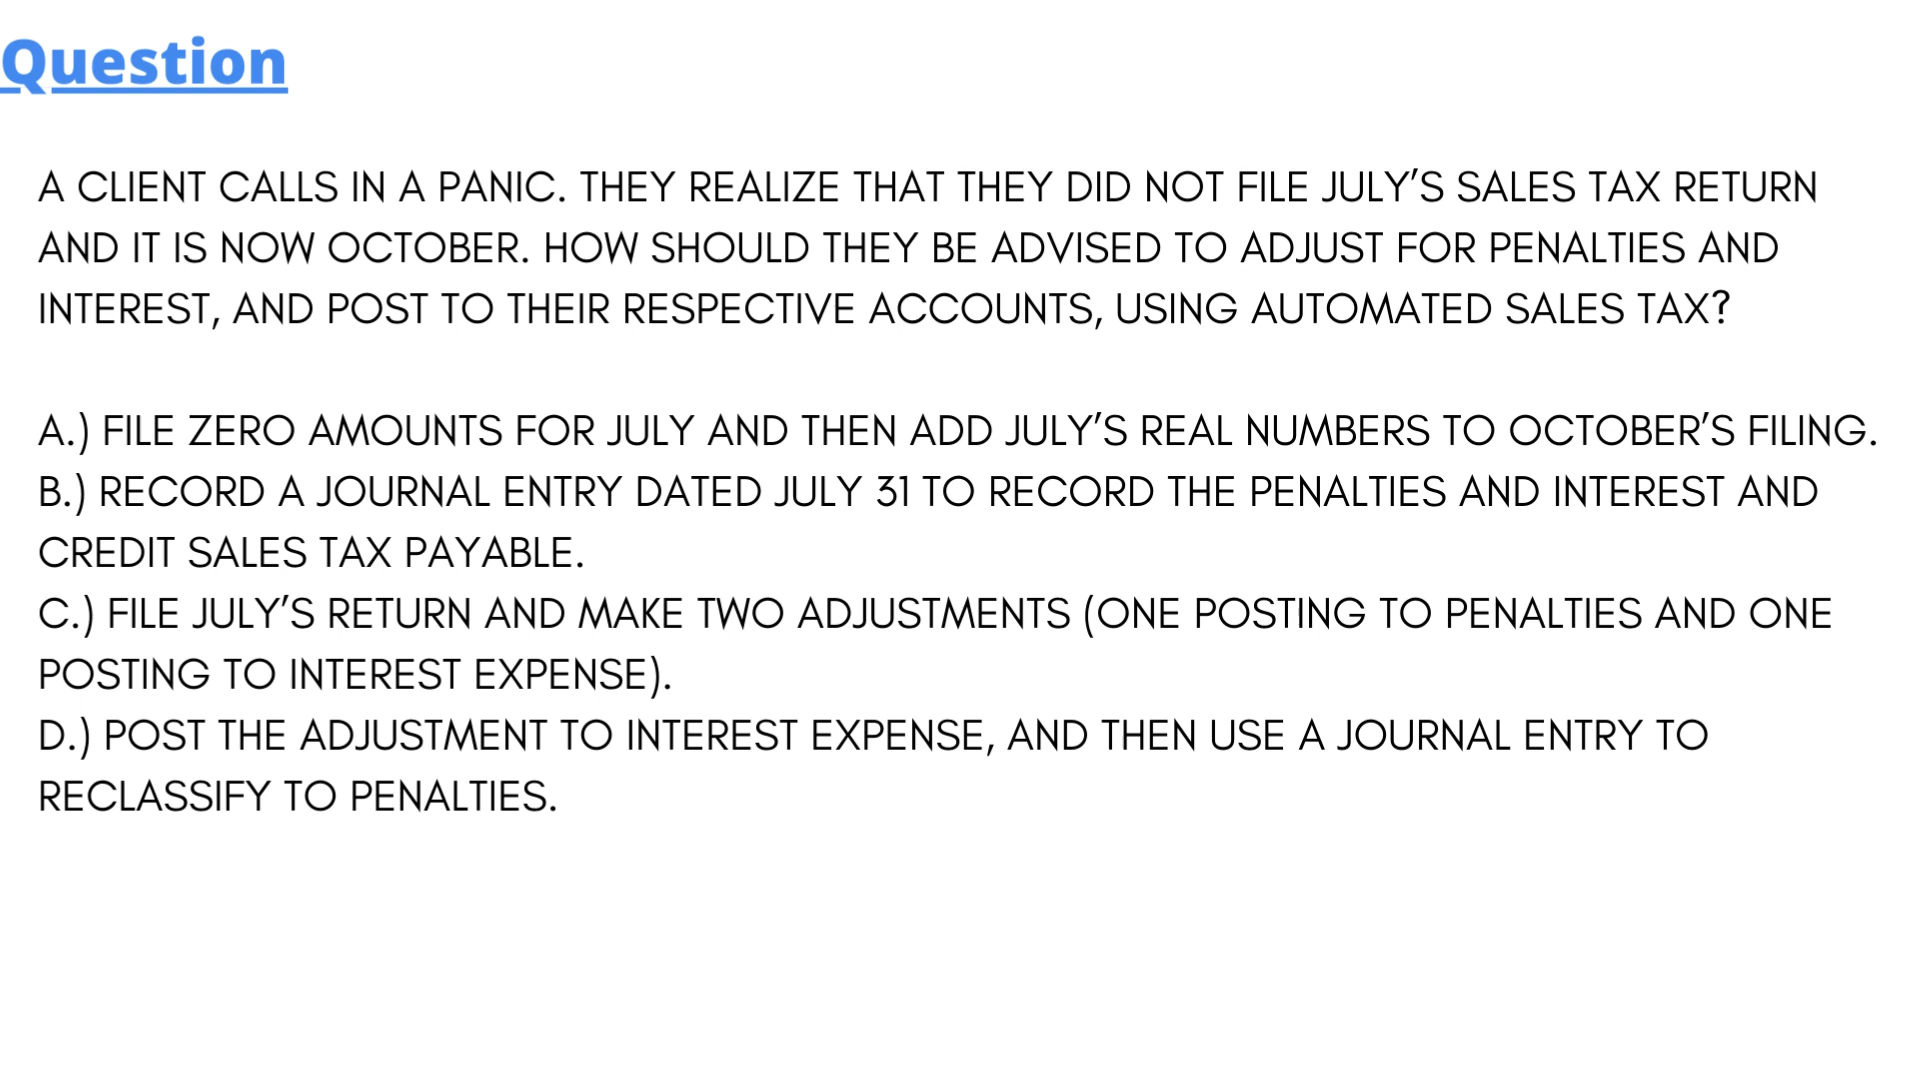 Question
A CLIENT CALLS IN A PANIC. THEY REALIZE THAT THEY DID NOT FILE JULY’S SALES TAX RETURN
AND IT IS NOW OCTOBER. HOW SHOULD THEY BE ADVISED TO ADJUST FOR PENALTIES AND
INTEREST, AND POST TO THEIR RESPECTIVE ACCOUNTS, USING AUTOMATED SALES TAX?
A.) FILE ZERO AMOUNTS FOR JULY AND THEN ADD JULY’S REAL NUMBERS TO OCTOBER’S FILING.
B.) RECORD A JOURNAL ENTRY DATED JULY 31 TO RECORD THE PENALTIES AND INTEREST AND
CREDIT SALES TAX PAYABLE.
C.) FILE JULY’S RETURN AND MAKE TWO ADJUSTMENTS (ONE POSTING TO PENALTIES AND ONE
POSTING TO INTEREST EXPENSE).
D.) POST THE ADJUSTMENT TO INTEREST EXPENSE, AND THEN USE A JOURNAL ENTRY TO
RECLASSIFY TO PENALTIES.